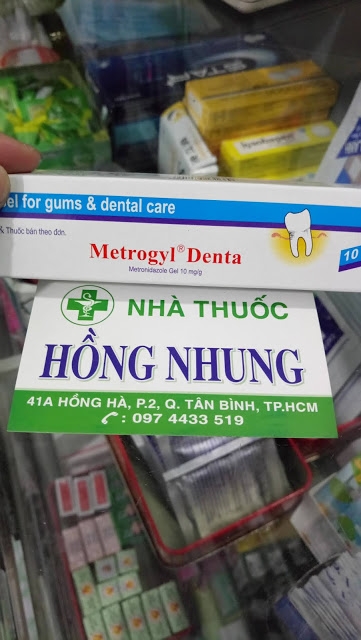 el for gums & dental care
Thuốc bán theo đơn.
Metrogyl® Denta
Metronidazole Gel 10 mg/g
10
NHÀ THUỐC
HỒNG NHUNG
41A HỒNG HÀ, P.2, Q. TÂN BÌNH, TP.HCM
: 097 4433 519